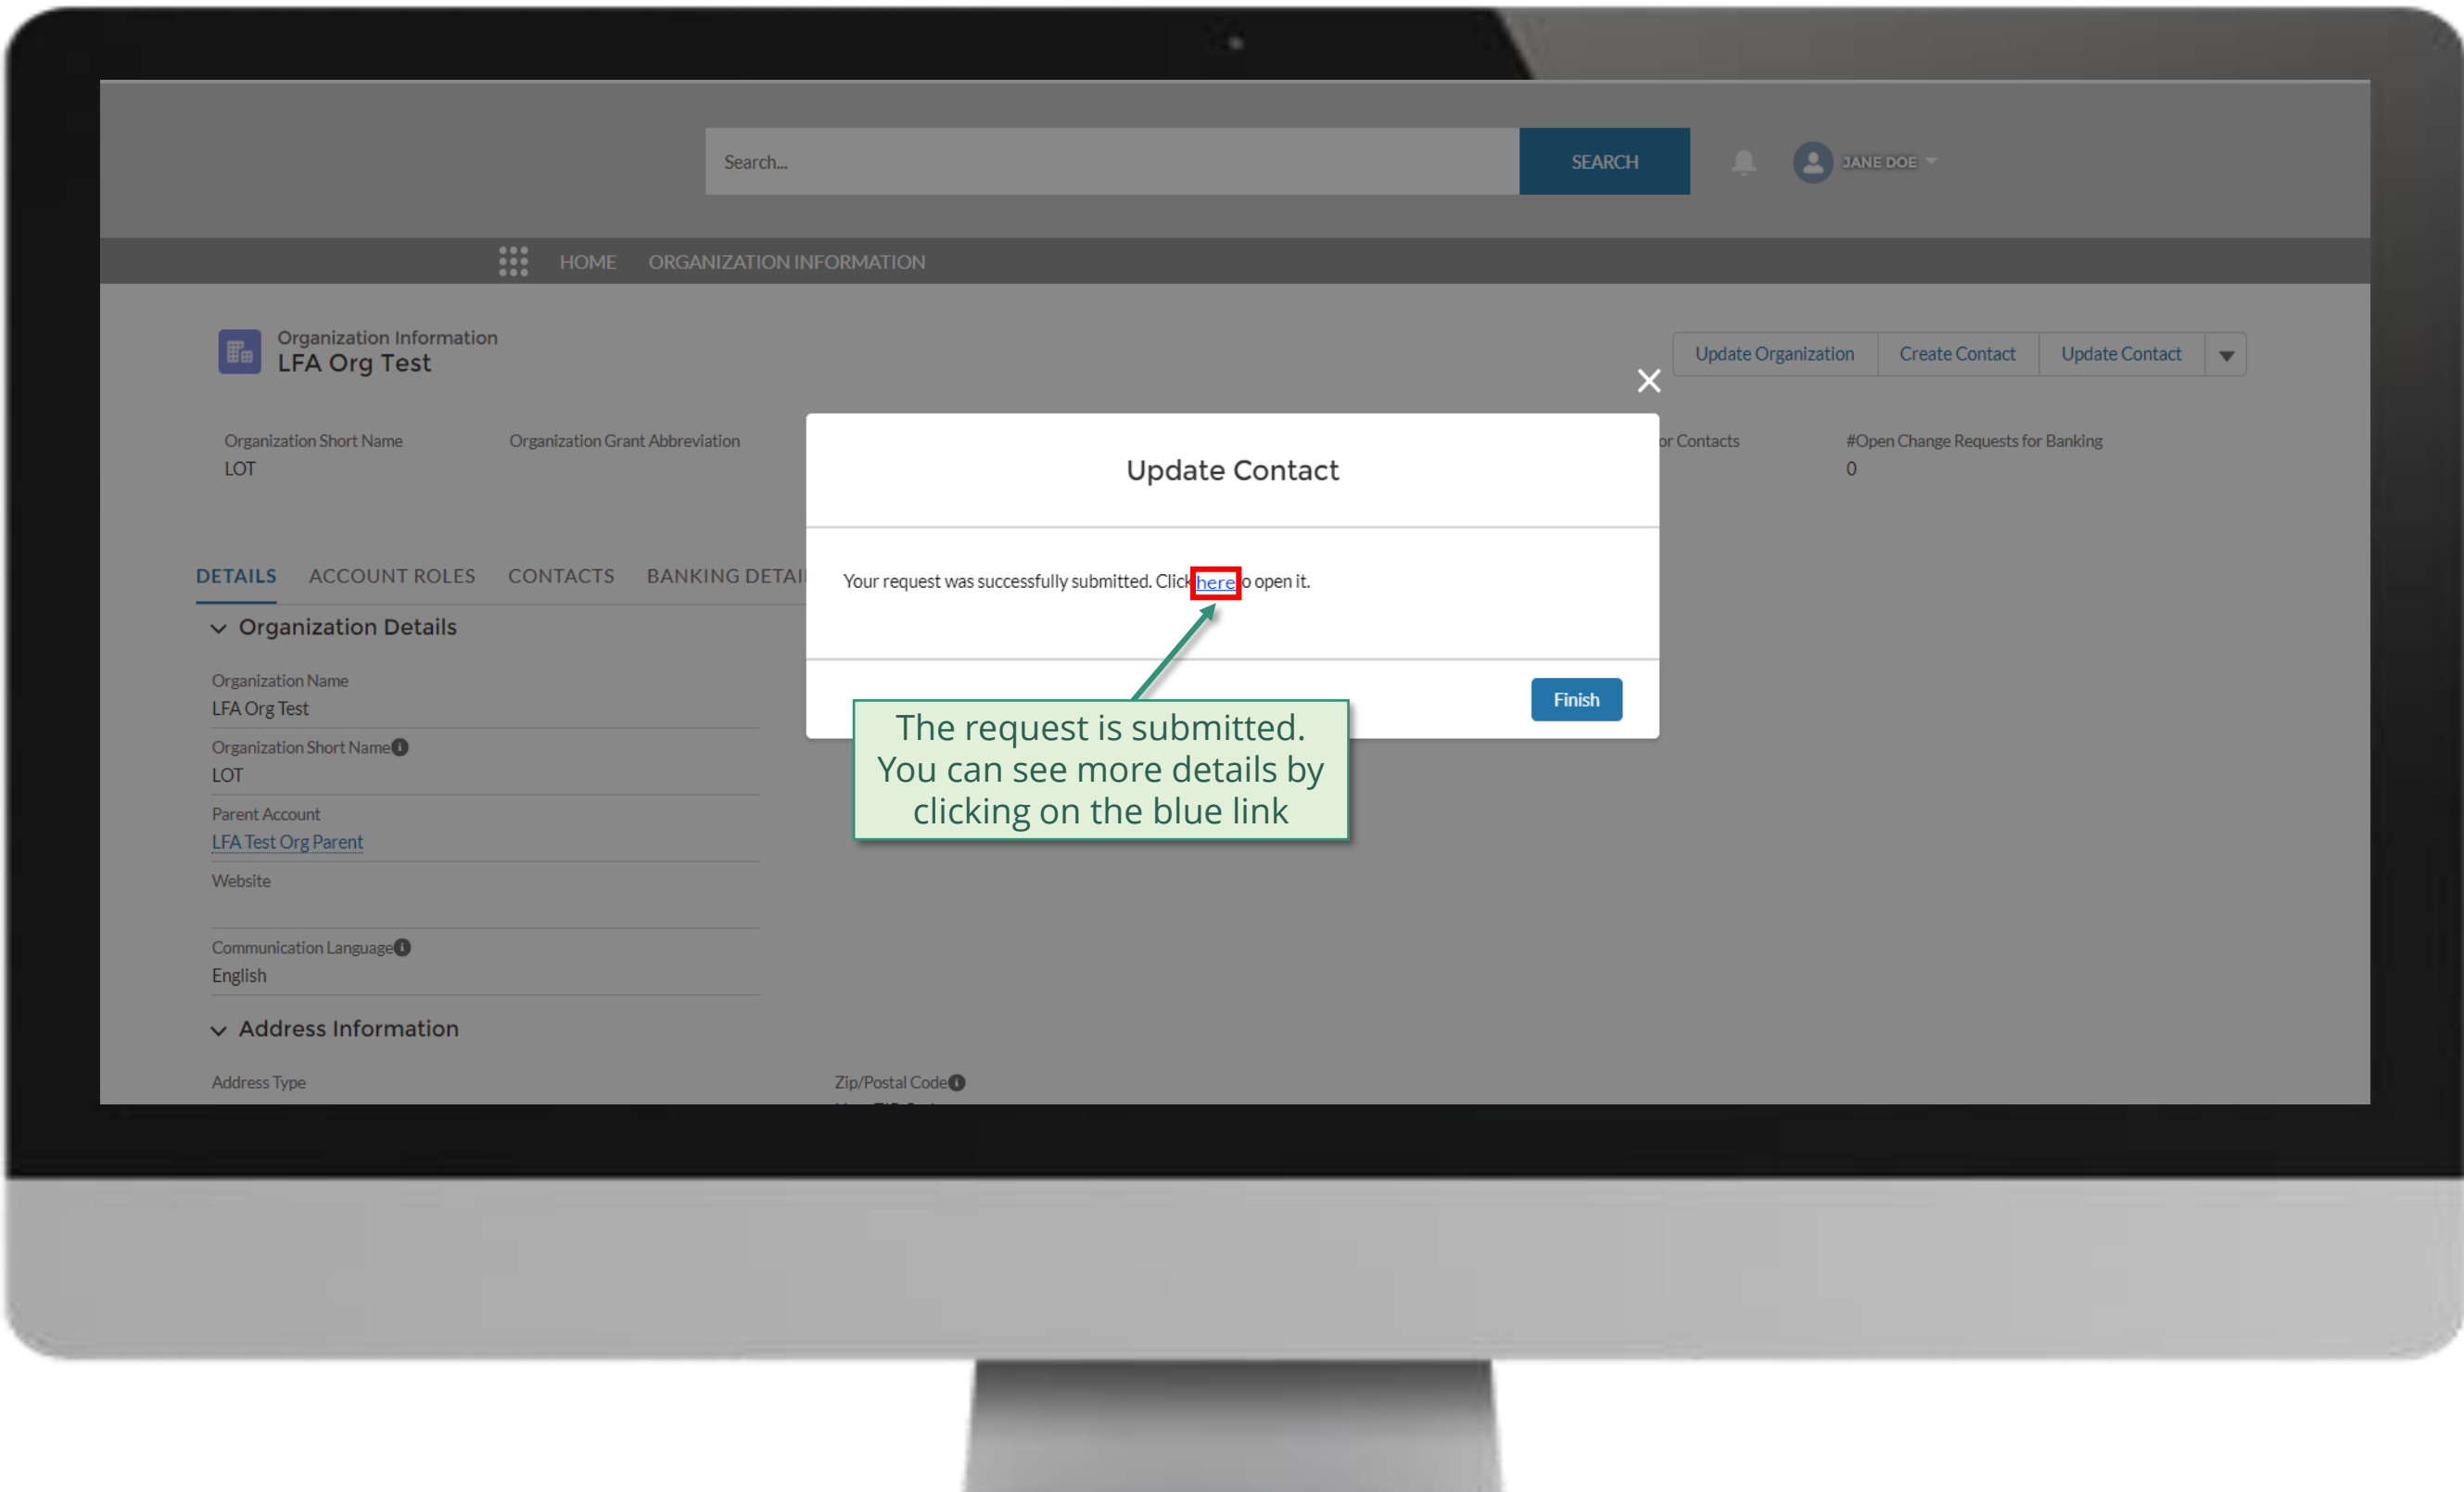 Search...
SEARCH
JANE DOE
HOME ORGANIZATION INFORMATION
Organization Information
LFA Org Test
Update Organization Create Contact Update Contact
Organization Short Name Organization Grant Abbreviation or Contacts #Open Change Requests for Banking
LOT 0
Update Contact
DETAILS ACCOUNT ROLES CONTACTS BANKING DETAI
Your request was successfully submitted. Click here o open it.
Organization Details
Organization Name
LFA Org Test
Finish
The request is submitted.
You can see more details by
clicking on the blue link
Organization Short Name
LOT
Parent Account
LFA Test Org Parent
Website
Communication Language
English
Address Information
Address Type Zip/Postal Code